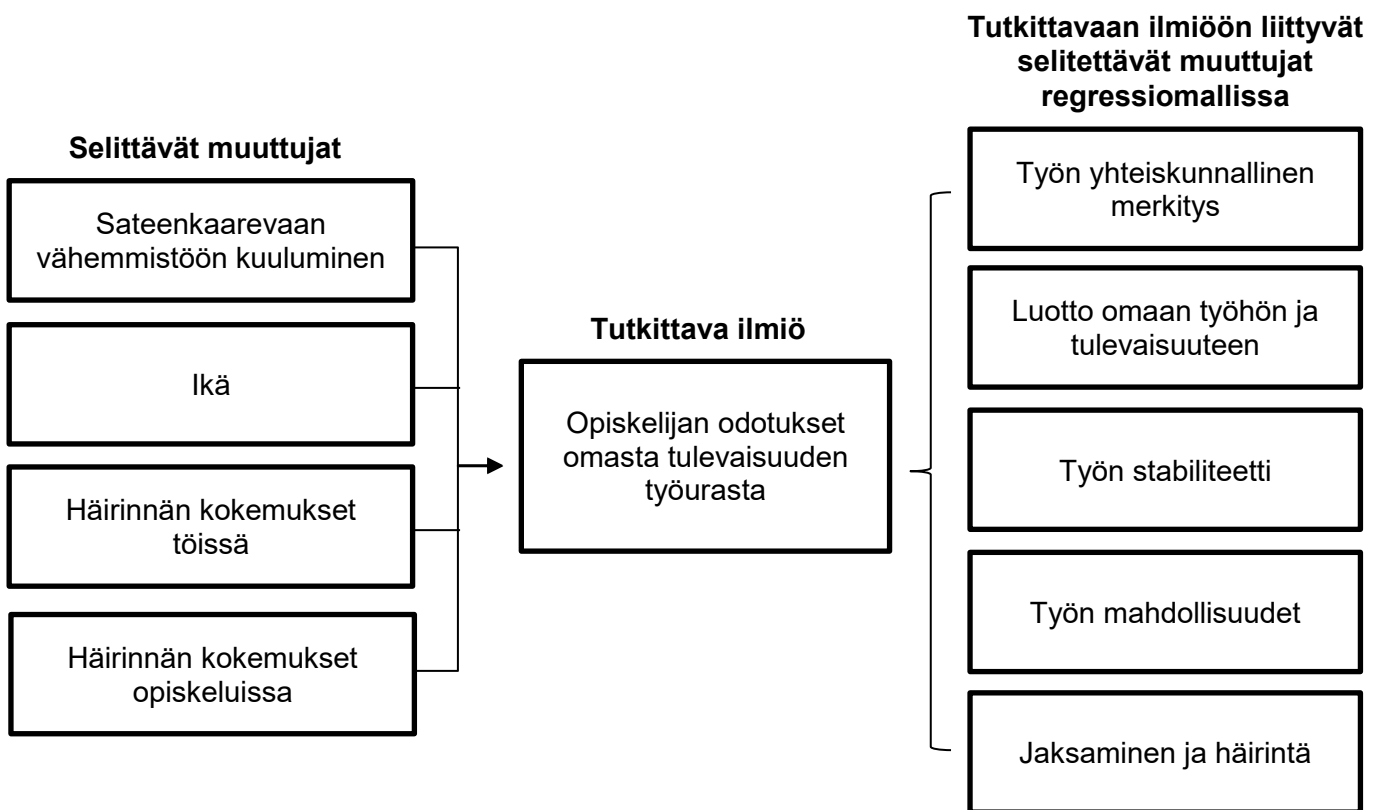 Selittävät muuttujat
Sateenkaarevaan
vähemmistöön kuuluminen
Ikä
Häirinnän kokemukset
töissä
Häirinnän kokemukset
opiskeluissa
Tutkittava ilmiö
Opiskelijan odotukset
omasta tulevaisuuden
työurasta
Tutkittavaan ilmiöön liittyvät
selitettävät muuttujat
regressiomallissa
Työn yhteiskunnallinen
merkitys
Luotto omaan työhön ja
tulevaisuuteen
Työn stabiliteetti
Työn mahdollisuudet
Jaksaminen ja häirintä